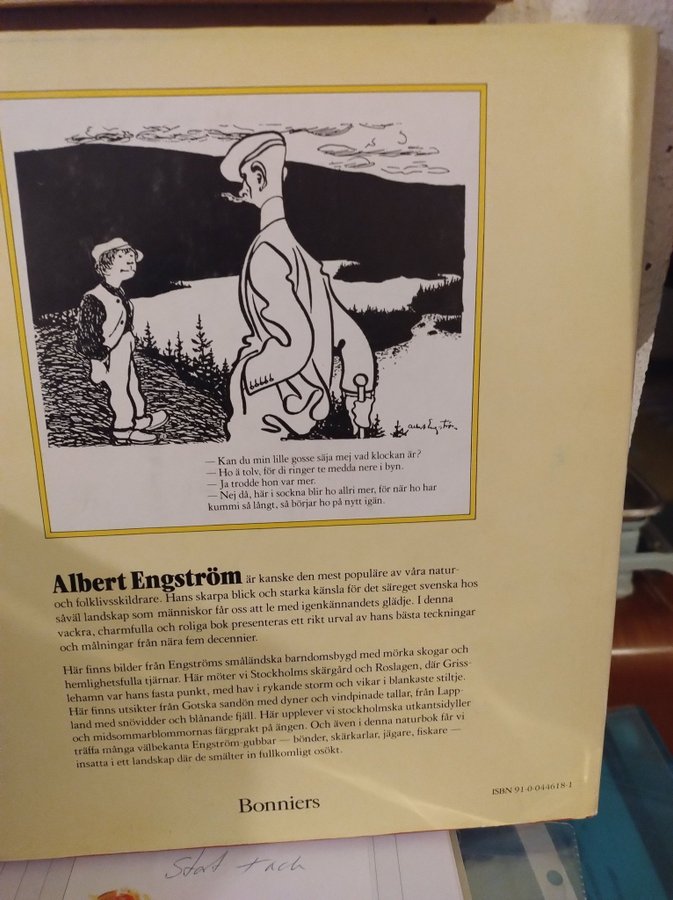 Albert Engström
— Kan du min lille gosse säja mej vad klockan är?
— Ho ä tolv, för di ringer te medda nere i byn.
— Ja trodde hon var mer.
— Nej då, här i sockna blir ho allri mer, för när ho har
kummi så långt, så börjar ho på nytt igän.
Albert Engström är kanske den mest populäre av våra natur-
och folklivsskildrare. Hans skarpa blick och starka känsla för det säreget svenska hos
såväl landskap som människor får oss att le med igenkännandets glädje. I denna
vackra, charmfulla och roliga bok presenteras ett rikt urval av hans bästa teckningar
och målningar från nära fem decennier.
Här finns bilder från Engströms småländska barndomsbygd med mörka skogar och
hemlighetsfulla tjärnar. Här möter vi Stockholms skärgård och Roslagen, där Griss-
lehamn var hans fasta punkt, med hav i rykande storm och vikar i blankaste stiltje.
Här finns utsikter från Gotska sandön med dyner och vindpinade tallar, från Lapp-
land med snövidder och blånande fjäll. Här upplever vi stockholmska utkantsidyller
och midsommarblommornas färgprakt på ängen. Och även i denna naturbok får vi
träffa många välbekanta Engström-gubbar — bönder, skärkarlar, jägare, fiskare —
insatta i ett landskap där de smälter in fullkomligt osökt.
ISBN 91-0-044618-1
Bonniers
Stort tack